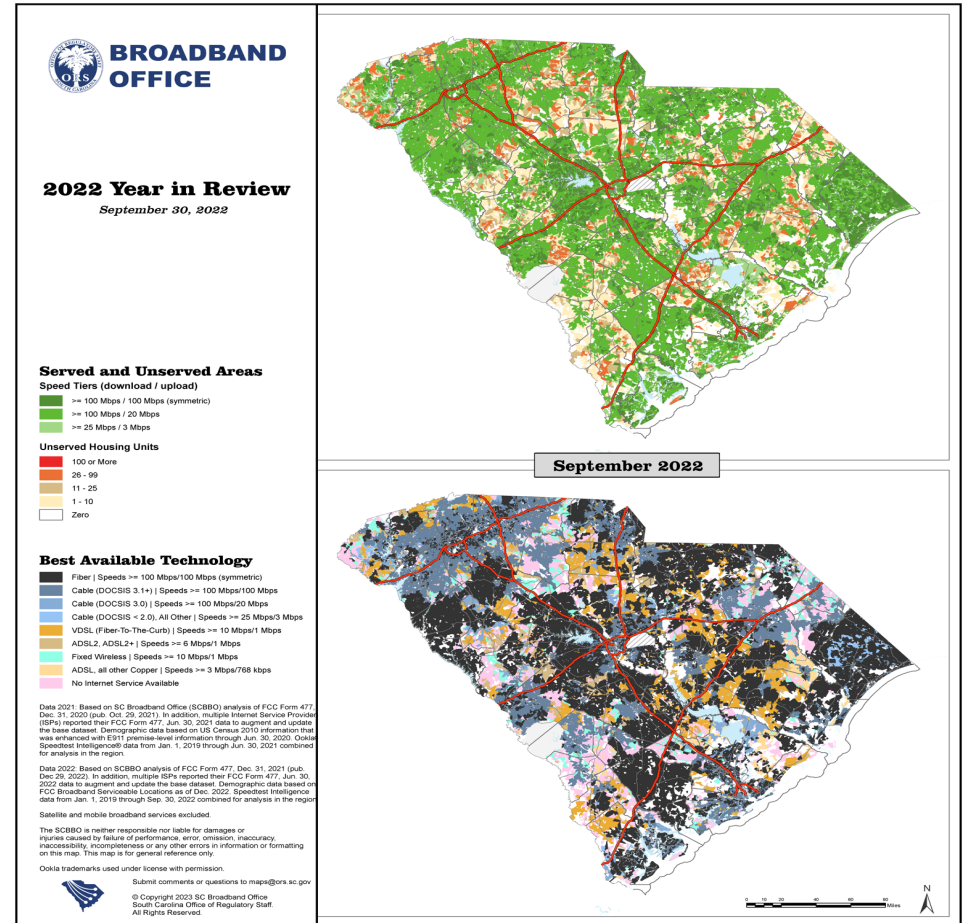 BROADBAND
OFFICE
ORS
SOUTH CAROLINA
2022 Year in Review
September 30, 2022
Served and Unserved Areas
Speed Tiers (download / upload)
>= 100 Mbps / 100 Mbps (symmetric)
>= 100 Mbps / 20 Mbps
>= 25 Mbps / 3 Mbps
Unserved Housing Units
100 or More
26 - 99
11 - 25
1 - 10
Zero
September 2022
Best Available Technology
Fiber | Speeds >= 100 Mbps/100 Mbps (symmetric)
Cable (DOCSIS 3.1+) | Speeds >= 100 Mbps/100 Mbps
Cable (DOCSIS 3.0) | Speeds >= 100 Mbps/20 Mbps
Cable (DOCSIS < 2.0), All Other | Speeds >= 25 Mbps/3 Mbps
VDSL (Fiber-To-The-Curb) | Speeds >= 10 Mbps/1 Mbps
ADSL2, ADSL2+ | Speeds >= 6 Mbps/1 Mbps
Fixed Wireless | Speeds >= 10 Mbps/1 Mbps
ADSL, all other Copper | Speeds >= 3 Mbps/768 kbps
No Internet Service Available
Data 2021: Based on SC Broadband Office (SCBBO) analysis of FCC Form 477,
Dec. 31, 2020 (pub. Oct. 29, 2021). In addition, multiple Internet Service Provider
(ISPs) reported their FCC Form 477, Jun. 30, 2021 data to augment and update
the base dataset. Demographic data based on US Census 2010 information that
was enhanced with E911 premise-level information through Jun. 30, 2020. Ookla
Speedtest Intelligence® data from Jan. 1, 2019 through Jun. 30, 2021 combined
for analysis in the region.
Data 2022: Based on SCBBO analysis of FCC Form 477, Dec. 31, 2021 (pub.
Dec 29, 2022). In addition, multiple ISPs reported their FCC Form 477, Jun. 30,
2022 data to augment and update the base dataset. Demographic data based on
FCC Broadband Serviceable Locations as of Dec. 2022. Speedtest Intelligence
data from Jan. 1, 2019 through Sep. 30, 2022 combined for analysis in the region
Satellite and mobile broadband services excluded.
The SCBBO is neither responsible nor liable for damages or
injuries caused by failure of performance, error, omission, inaccuracy,
inaccessibility, incompleteness or any other errors in information or formatting
on this map. This map is for general reference only.
Ookla trademarks used under license with permission.
Submit comments or questions to maps@ors.sc.gov
© Copyright 2023 SC Broadband Office
South Carolina Office of Regulatory Staff.
All Rights Reserved.
N
0 10 20 40 60 80
Miles